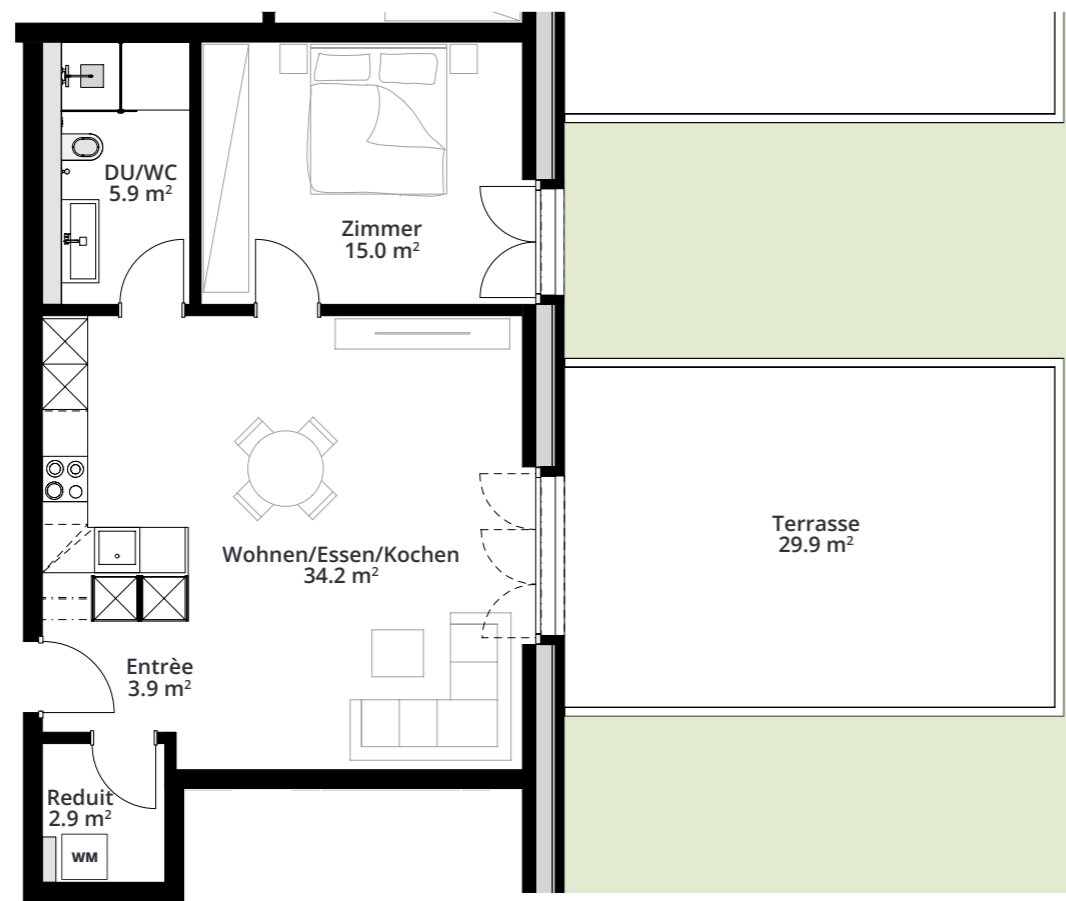 DU/WC
5.9 m²
Zimmer
15.0 m²
Wohnen/Essen/Kochen
34.2 m²
Terrasse
29.9 m²
Entrèe
3.9 m²
Reduit
2.9 m²
WM